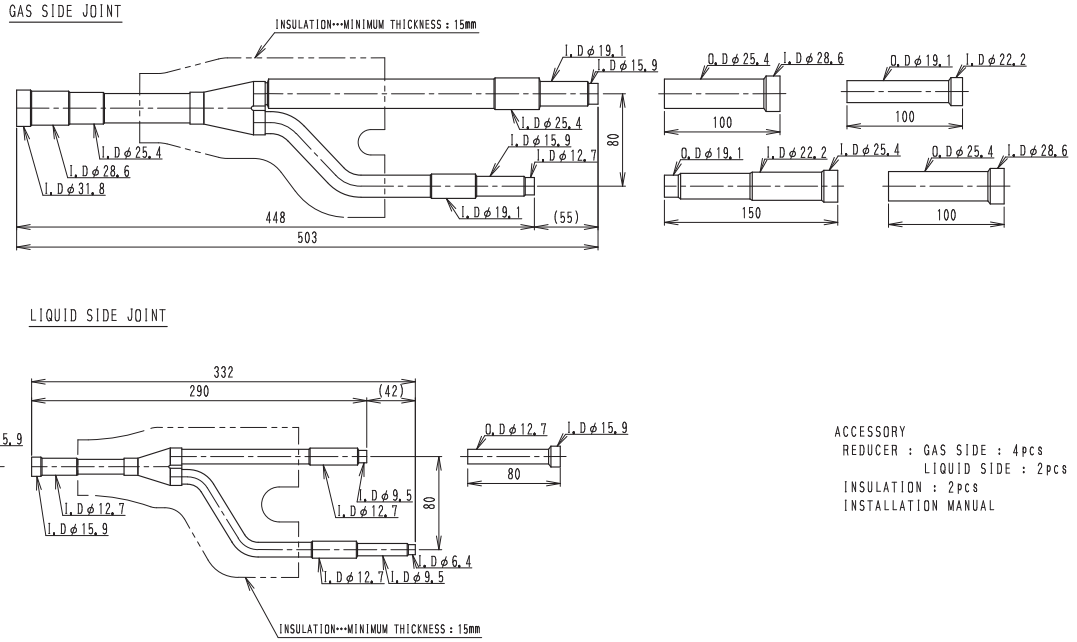 GAS SIDE JOINT
INSULATION···MINIMUM THICKNESS : 15mm
I.Dφ19.1
I.Dφ15.9
I.Dφ25.4
I.Dφ15.9
I.Dφ12.7
I.Dφ19.1
80
I.Dφ25.4
I.Dφ28.6
I.Dφ31.8
448
(55)
503
O.Dφ25.4
I.Dφ28.6
100
O.Dφ19.1
I.Dφ22.2
100
O.Dφ19.1
I.Dφ22.2
I.Dφ25.4
150
O.Dφ25.4
I.Dφ28.6
100
LIQUID SIDE JOINT
332
290
(42)
5.9
I.Dφ12.7
I.Dφ15.9
I.Dφ9.5
I.Dφ12.7
80
I.Dφ6.4
I.Dφ12.7
I.Dφ9.5
INSULATION···MINIMUM THICKNESS : 15mm
O.Dφ12.7
I.Dφ15.9
80
ACCESSORY
REDUCER : GAS SIDE : 4pcs
LIQUID SIDE : 2pcs
INSULATION : 2pcs
INSTALLATION MANUAL